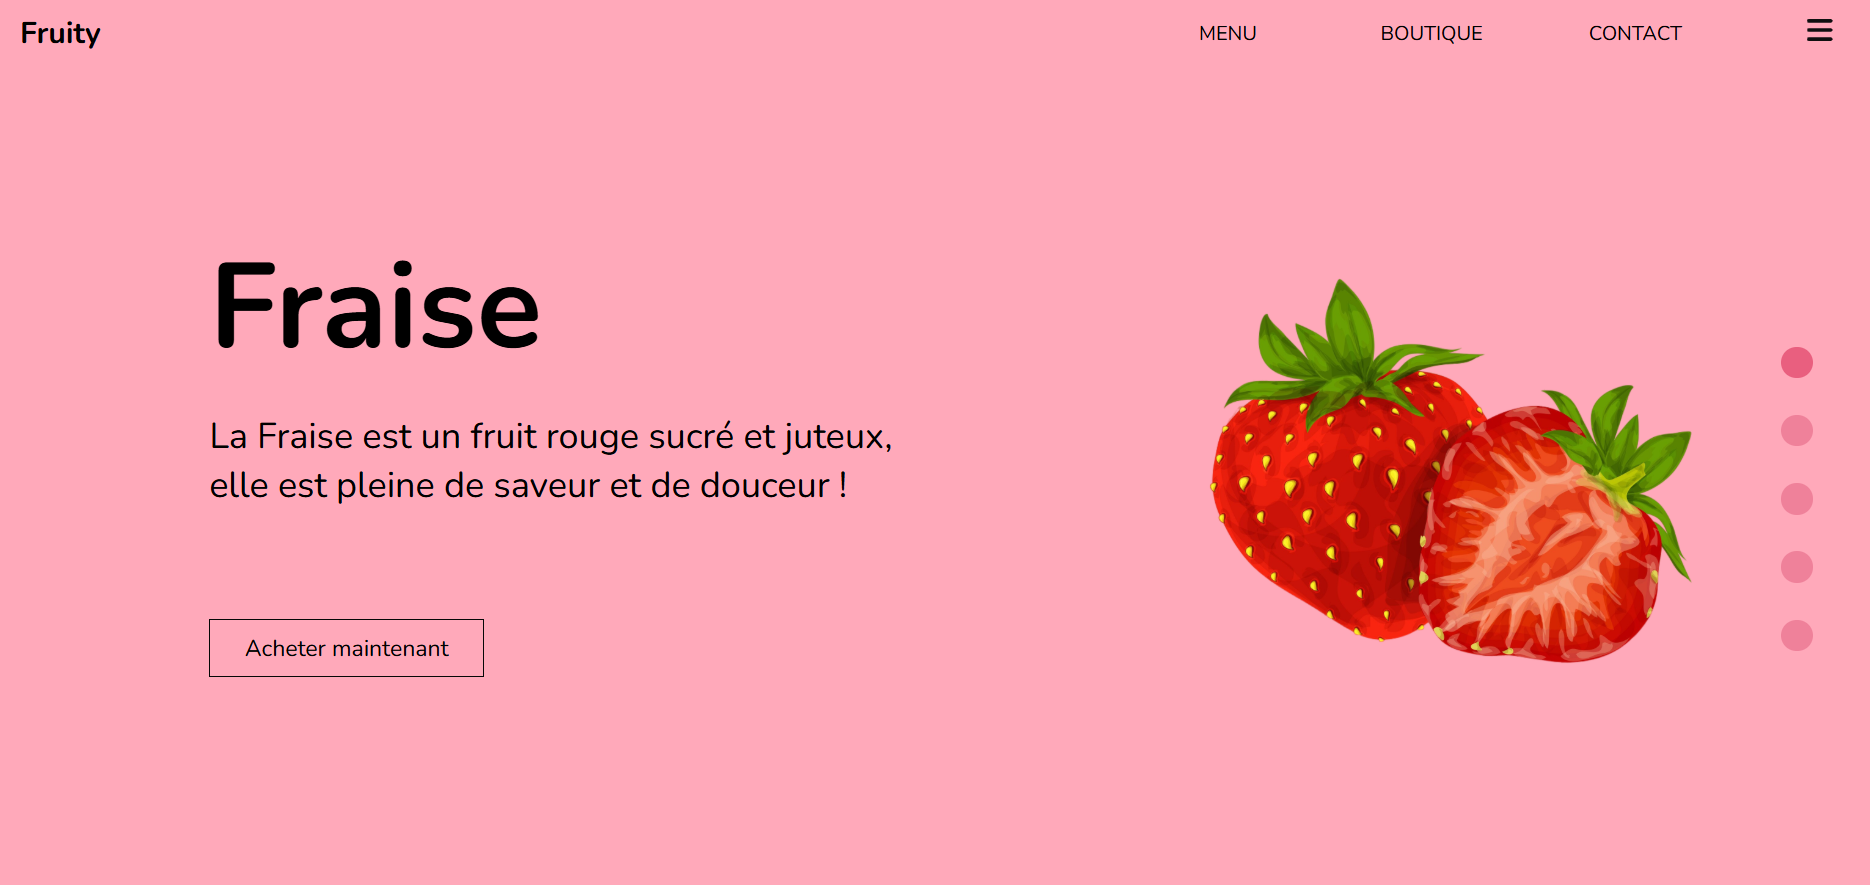 Fruity
MENU
BOUTIQUE
CONTACT
Fraise
La Fraise est un fruit rouge sucré et juteux,
elle est pleine de saveur et de douceur !
Acheter maintenant